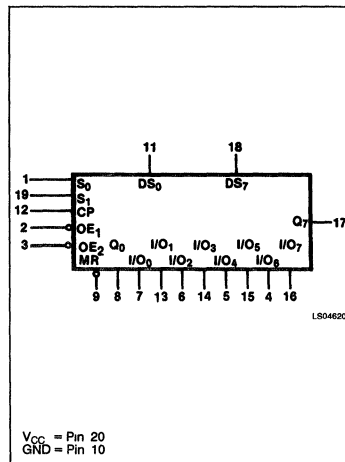 11 18
1 S0 DS0 DS7
19 S1
12 CP Q7 17
2 OE1
3 OE2 Q0 I/O1 I/O3 I/O5 I/O7
MR I/O0 I/O2 I/O4 I/O6
9 8 7 13 6 14 5 15 4 16
LS04620
VCC = Pin 20
GND = Pin 10